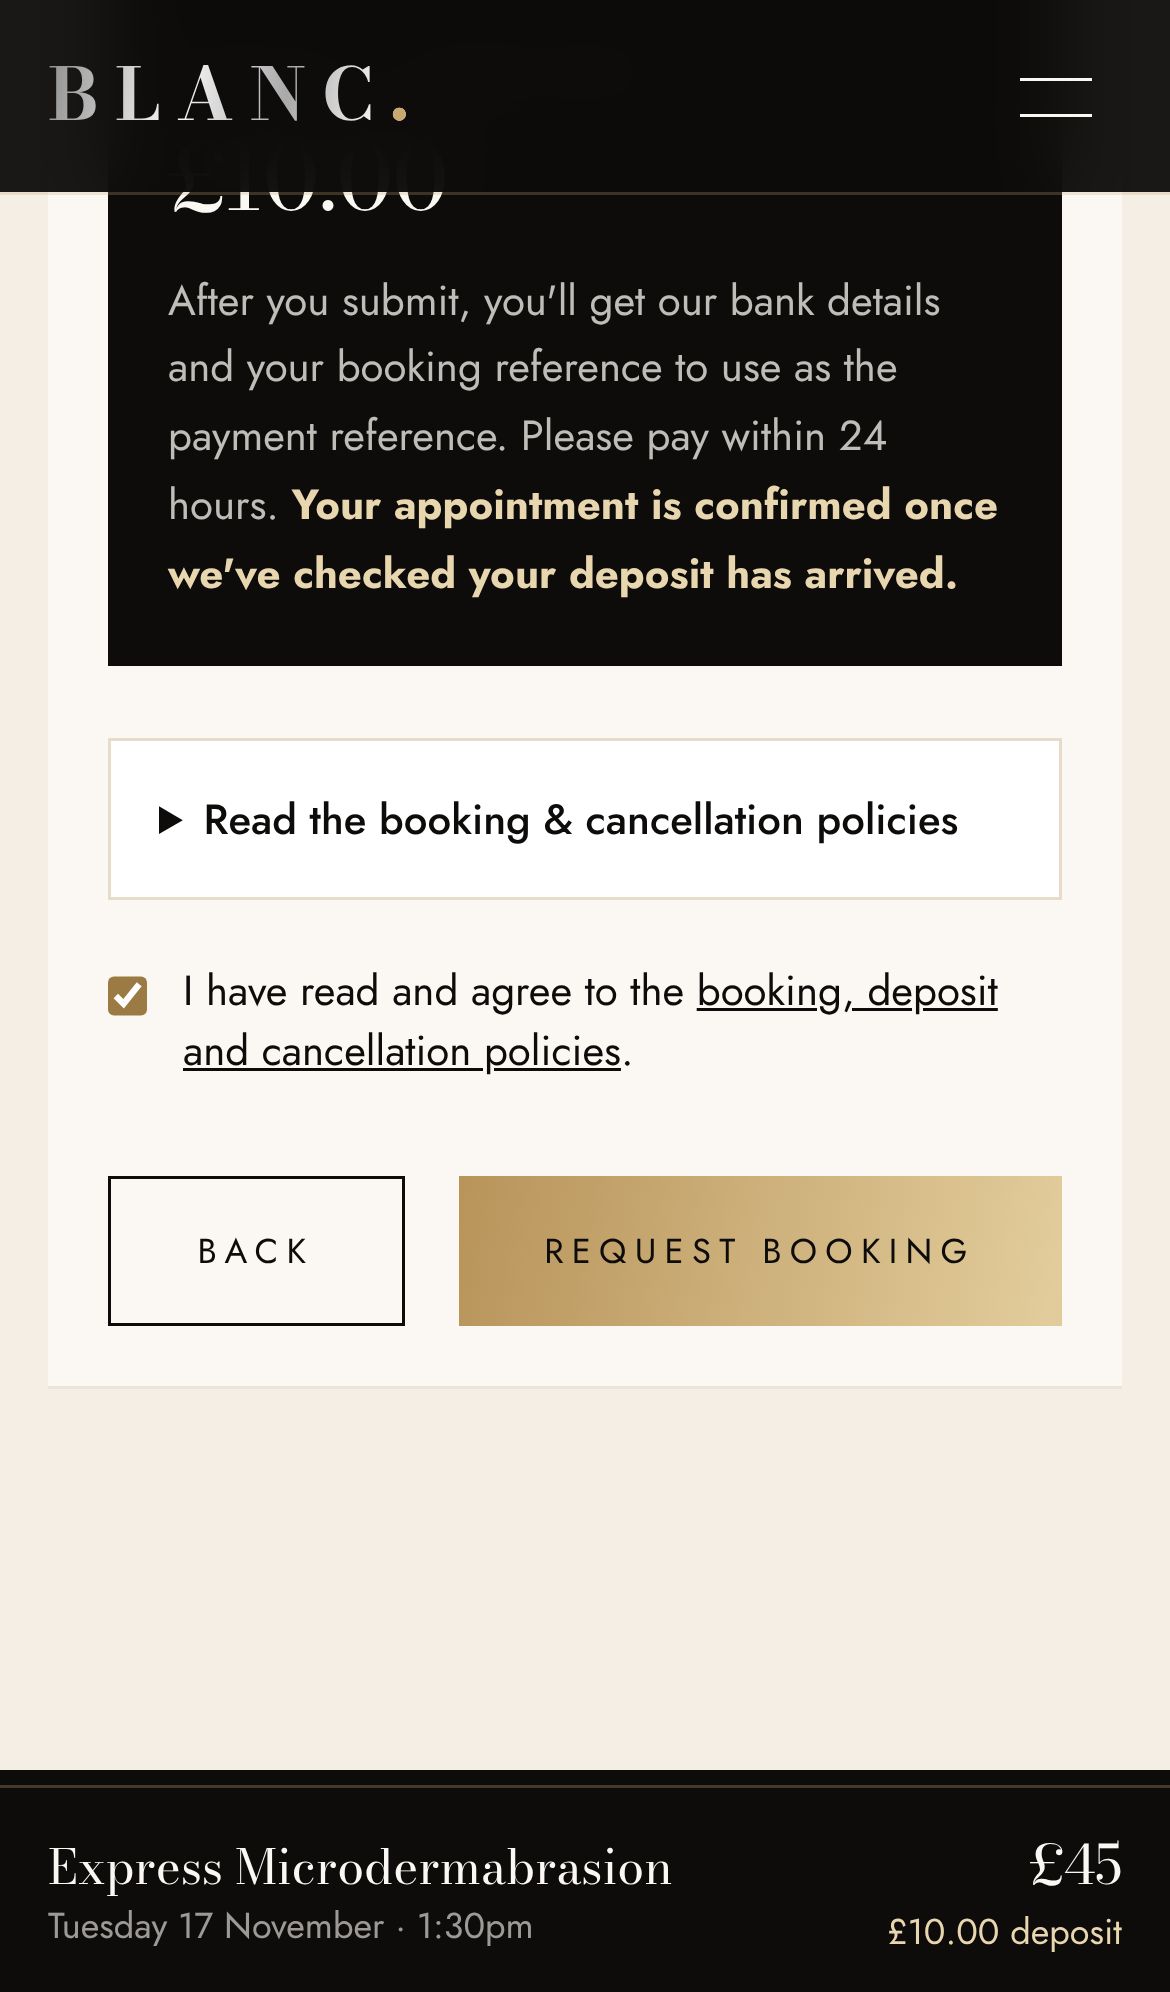 BLANC.
£10.00
After you submit, you'll get our bank details
and your booking reference to use as the
payment reference. Please pay within 24
hours. Your appointment is confirmed once
we've checked your deposit has arrived.
▶ Read the booking & cancellation policies
I have read and agree to the booking, deposit
and cancellation policies.
BACK
REQUEST BOOKING
Express Microdermabrasion
£45
Tuesday 17 November · 1:30pm
£10.00 deposit